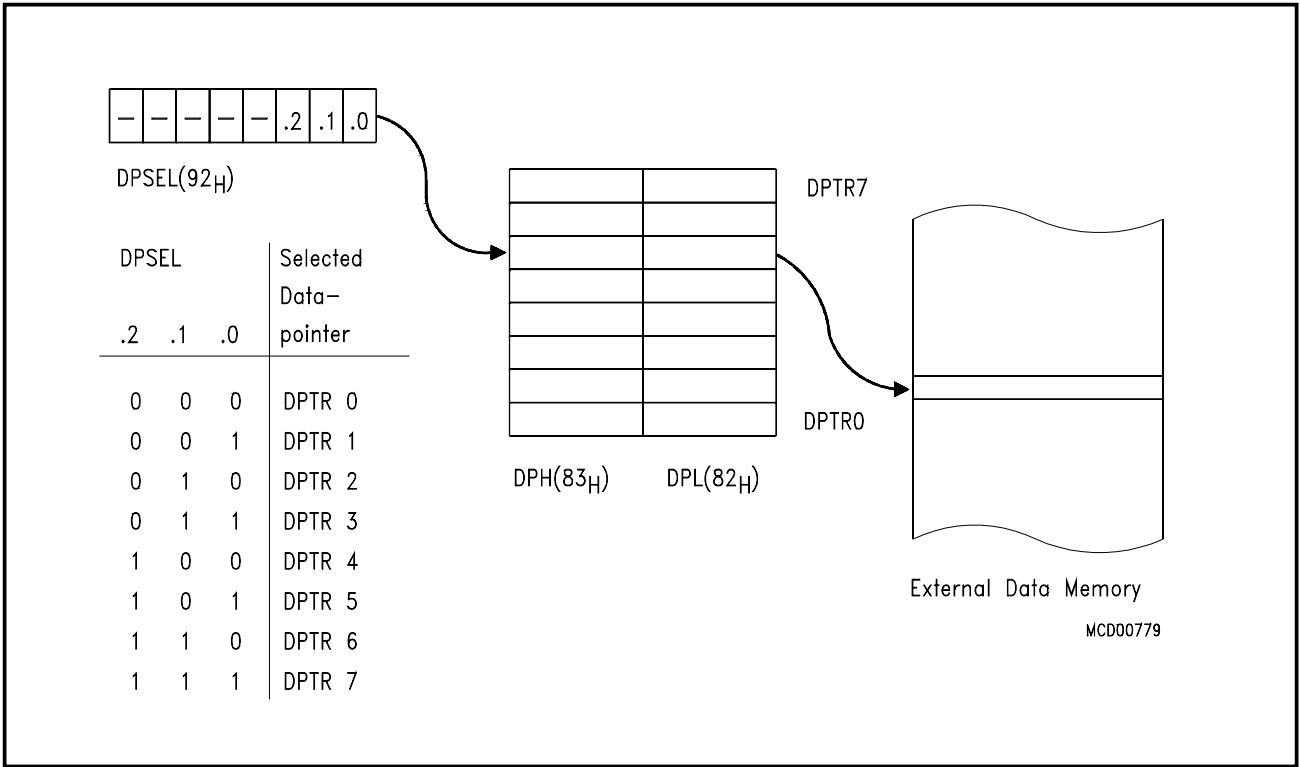 – – – – – .2 .1 .0
DPSEL(92H)
DPSEL
Selected
Data–
.2 .1 .0 pointer
0 0 0 DPTR 0
0 0 1 DPTR 1
0 1 0 DPTR 2
0 1 1 DPTR 3
1 0 0 DPTR 4
1 0 1 DPTR 5
1 1 0 DPTR 6
1 1 1 DPTR 7
DPTR7
DPTR0
DPH(83H) DPL(82H)
External Data Memory
MCD00779